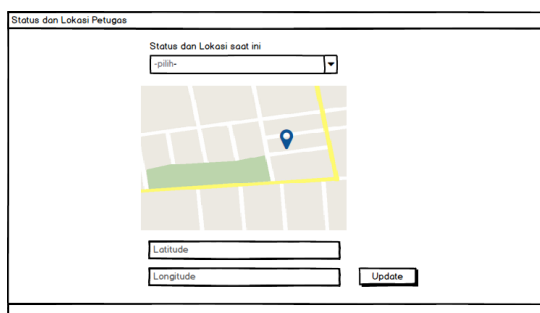 Status dan Lokasi Petugas
Status dan Lokasi saat ini
-pilih-
Latitude
Longitude
Update